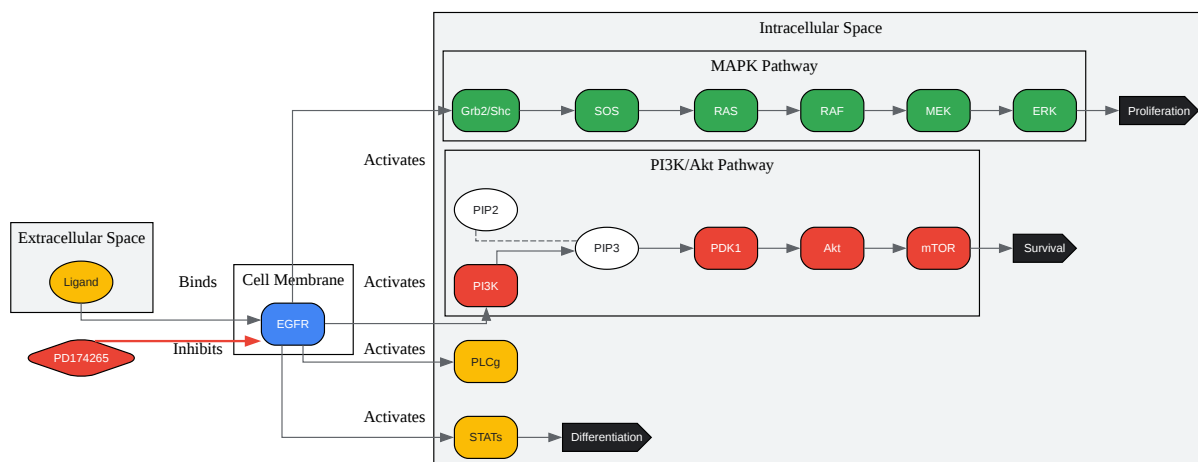 Intracellular Space
MAPK Pathway
Grb2/Shc
SOS
RAS
RAF
MEK
ERK
Proliferation
Activates
PI3K/Akt Pathway
PIP2
PIP3
PDK1
Akt
mTOR
Survival
Extracellular Space
Ligand
Binds
Cell Membrane
Activates
PI3K
EGFR
PD174265
Inhibits
Activates
PLCg
Activates
STATs
Differentiation